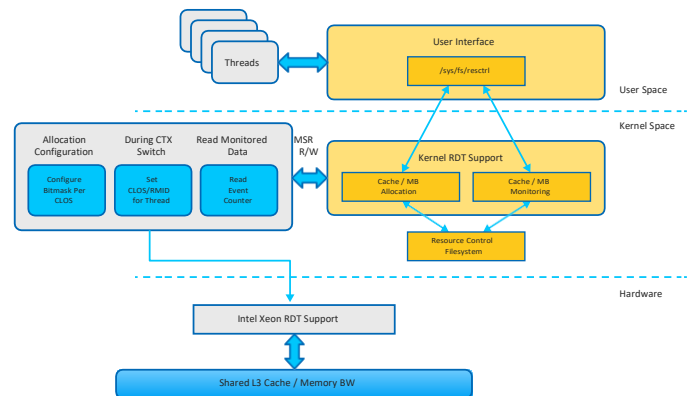 User Interface
Threads
/sys/fs/resctrl
User Space
Kernel Space
Allocation
Configuration
During CTX
Switch
Read Monitored
Data
MSR
R/W
Configure
Bitmask Per
CLOS
Set
CLOS/RMID
for Thread
Read
Event
Counter
Kernel RDT Support
Cache / MB
Allocation
Cache / MB
Monitoring
Resource Control
Filesystem
Hardware
Intel Xeon RDT Support
Shared L3 Cache / Memory BW